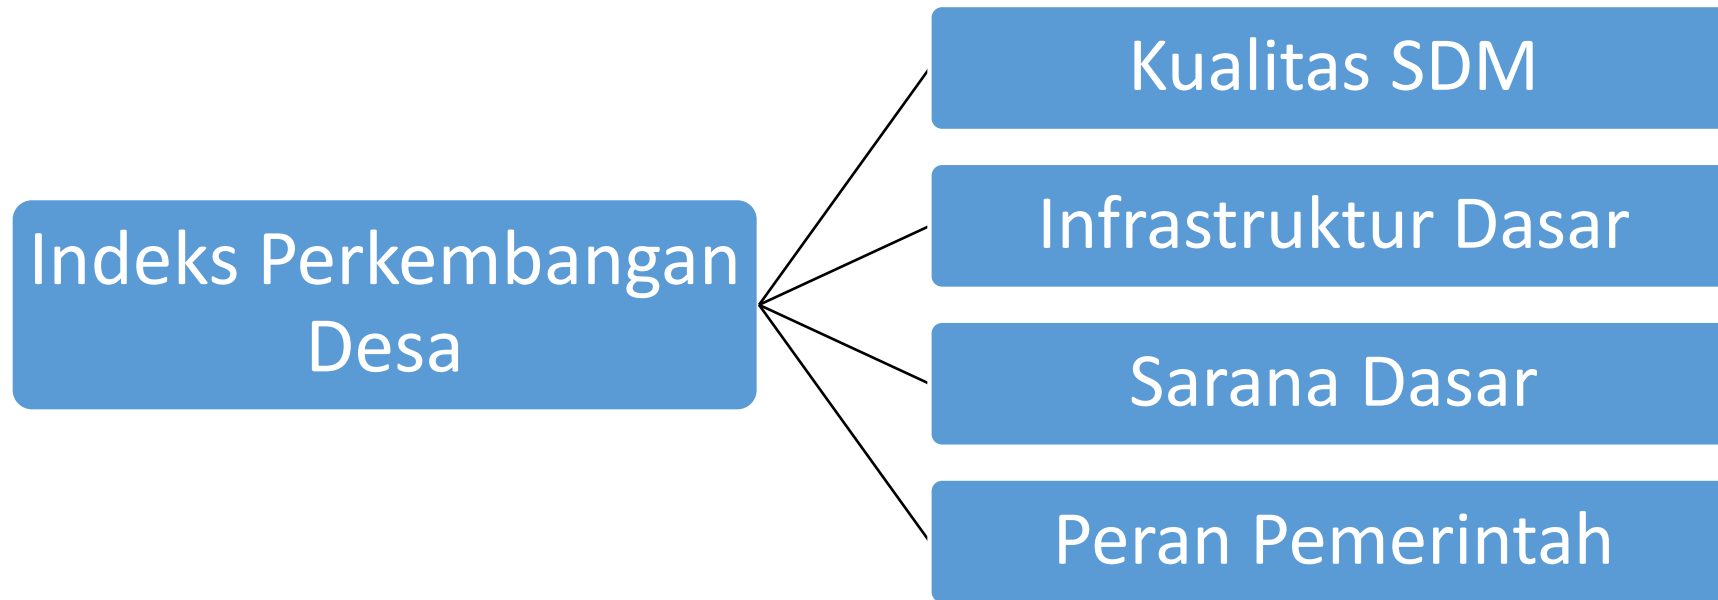 Indeks Perkembangan
Desa
Kualitas SDM
Infrastruktur Dasar
Sarana Dasar
Peran Pemerintah